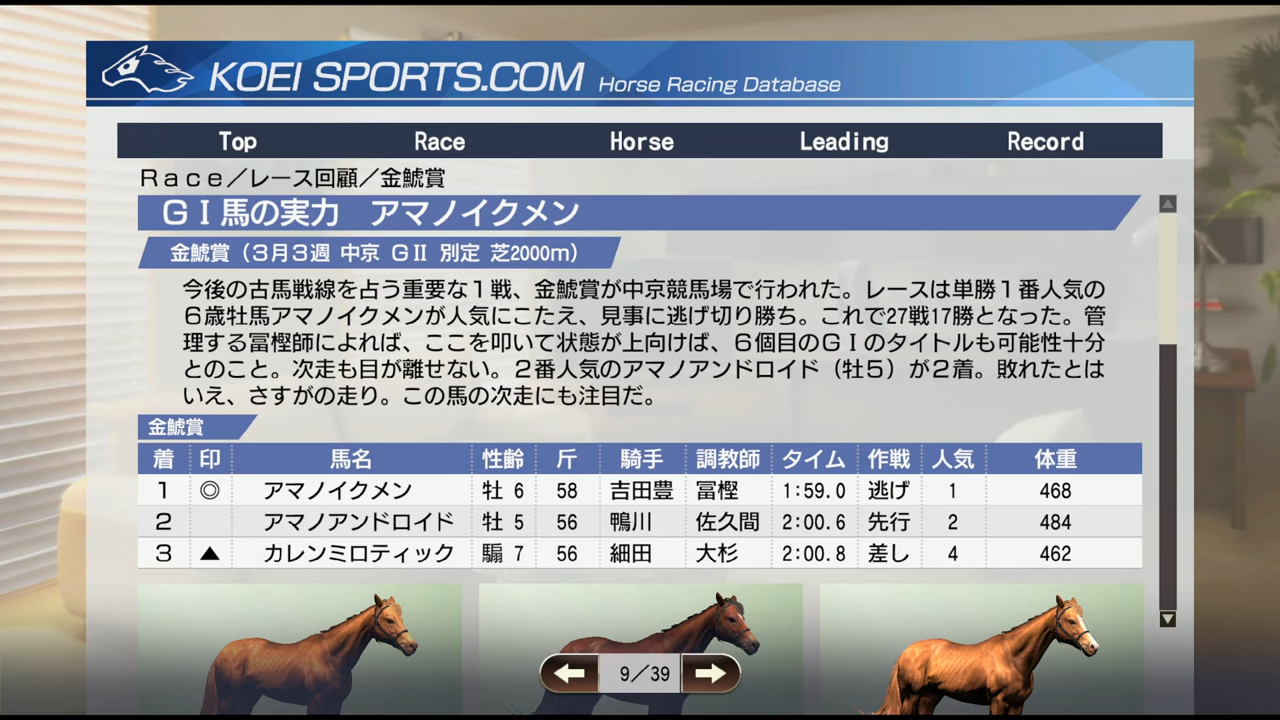 KOEI SPORTS.COM Horse Racing Database
Top Race Horse Leading Record
Ｒａｃｅ／レース回顧／金鯱賞
ＧⅠ馬の実力　アマノイクメン
金鯱賞（３月３週 中京 ＧⅡ 別定 芝2000m）
今後の古馬戦線を占う重要な１戦、金鯱賞が中京競馬場で行われた。レースは単勝１番人気の
６歳牡馬アマノイクメンが人気にこたえ、見事に逃げ切り勝ち。これで27戦17勝となった。管
理する冨樫師によれば、ここを叩いて状態が上向けば、６個目のＧⅠのタイトルも可能性十分
とのこと。次走も目が離せない。２番人気のアマノアンドロイド（牡５）が２着。敗れたとは
いえ、さすがの走り。この馬の次走にも注目だ。
金鯱賞
着 印 馬名 性齢 斤 騎手 調教師 タイム 作戦 人気 体重
1 ◎ アマノイクメン 牡 6 58 吉田豊 冨樫 1:59.0 逃げ 1 468
2 アマノアンドロイド 牡 5 56 鴨川 佐久間 2:00.6 先行 2 484
3 ▲ カレンミロティック 騸 7 56 細田 大杉 2:00.8 差し 4 462
9／39